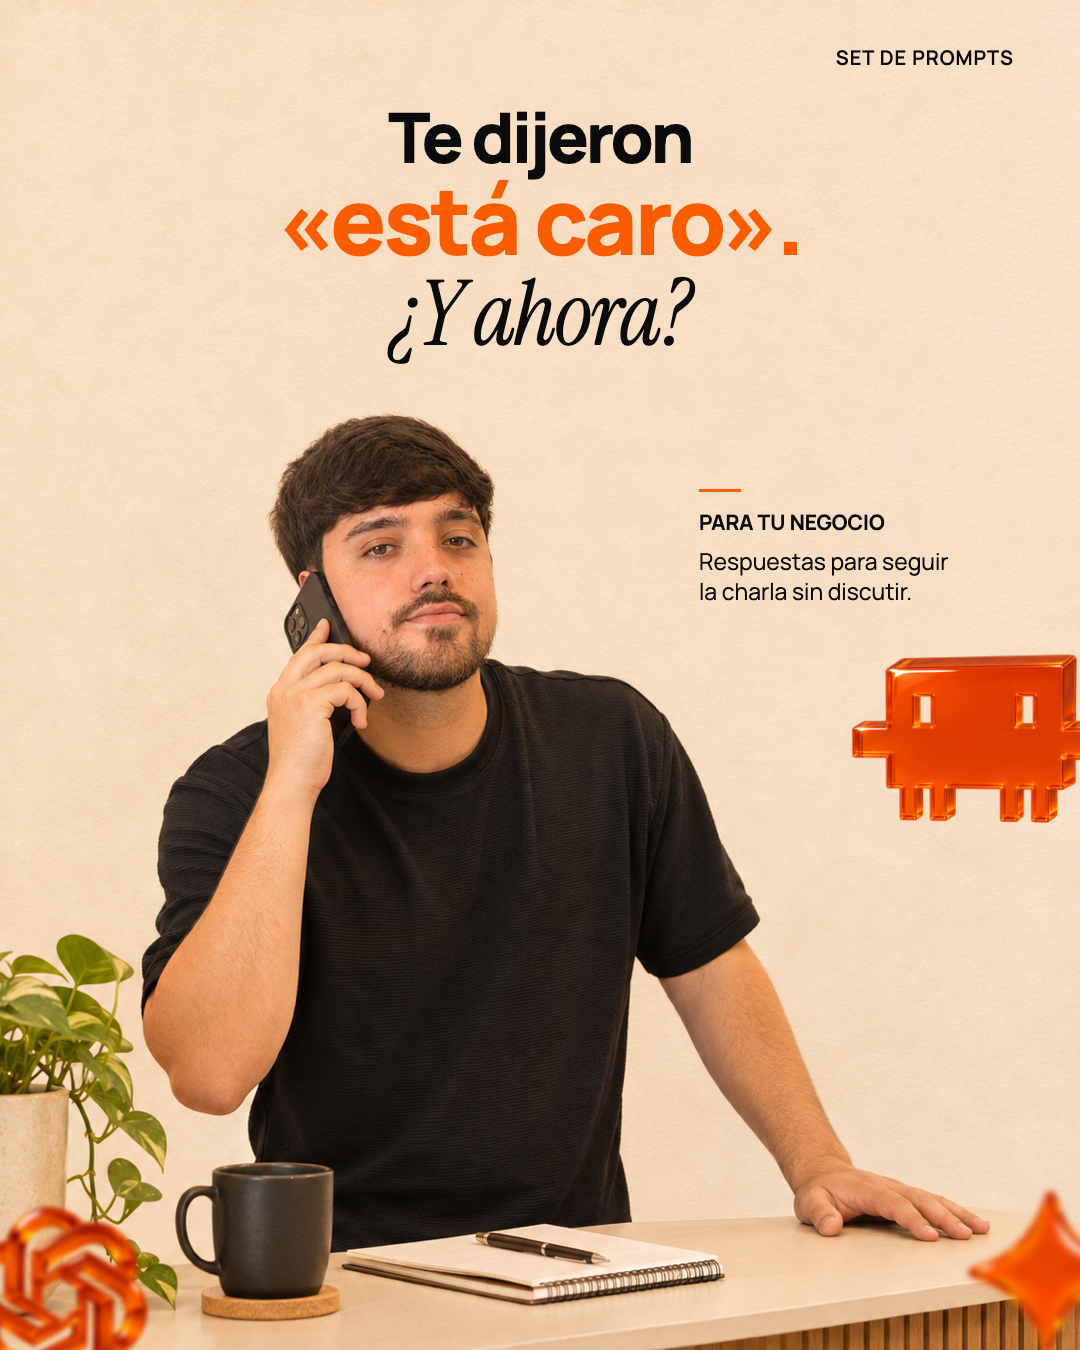 SET DE PROMPTS
Te dijeron
«está caro».
¿Y ahora?
PARA TU NEGOCIO
Respuestas para seguir
la charla sin discutir.